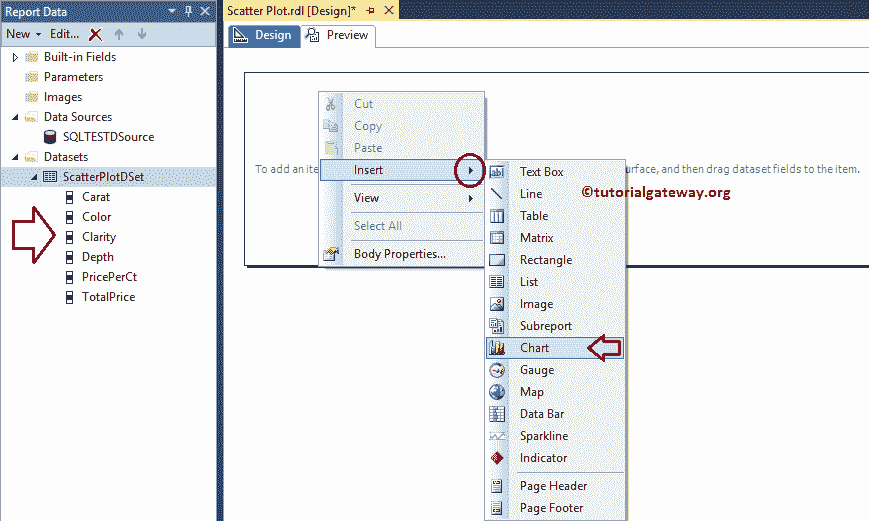 Report Data
New Edit...
Built-in Fields
Parameters
Images
Data Sources
SQLTESTDSource
Datasets
ScatterPlotDSet
Carat
Color
Clarity
Depth
PricePerCt
TotalPrice
Scatter Plot.rdl [Design]*
Design Preview
To add an ite
Cut
Copy
Paste
Insert
View
Select All
Body Properties...
urface, and then drag dataset fields to the item.
©tutorialgateway.org
Text Box
Line
Table
Matrix
Rectangle
List
Image
Subreport
Chart
Gauge
Map
Data Bar
Sparkline
Indicator
Page Header
Page Footer